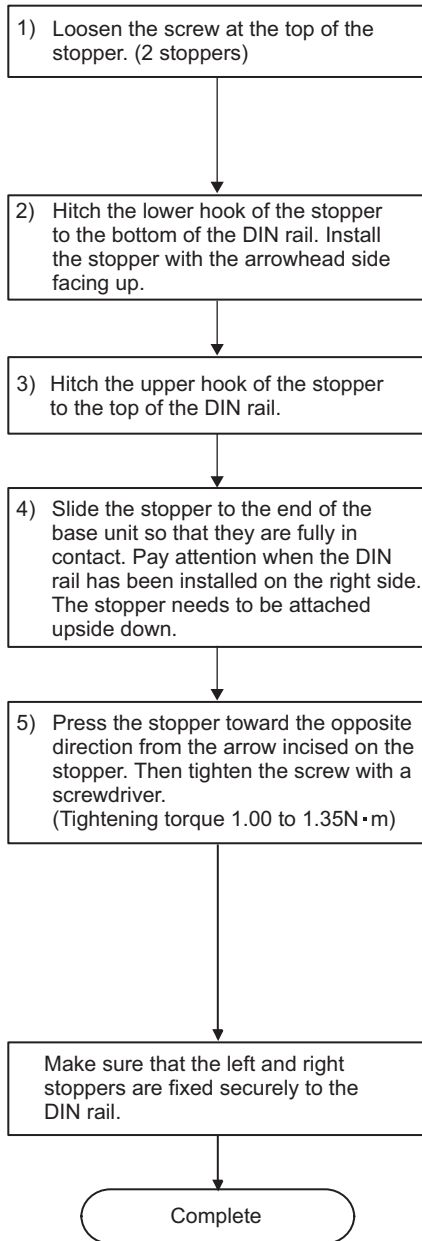 1) Loosen the screw at the top of the
stopper. (2 stoppers)
2) Hitch the lower hook of the stopper
to the bottom of the DIN rail. Install
the stopper with the arrowhead side
facing up.
3) Hitch the upper hook of the stopper
to the top of the DIN rail.
4) Slide the stopper to the end of the
base unit so that they are fully in
contact. Pay attention when the DIN
rail has been installed on the right side.
The stopper needs to be attached
upside down.
5) Press the stopper toward the opposite
direction from the arrow incised on the
stopper. Then tighten the screw with a
screwdriver.
(Tightening torque 1.00 to 1.35N·m)
Make sure that the left and right
stoppers are fixed securely to the
DIN rail.
Complete